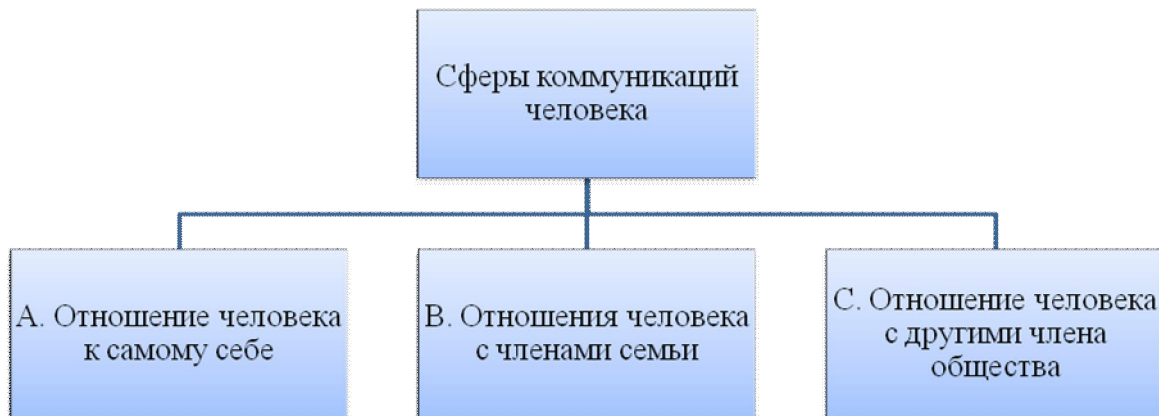 Сферы коммуникаций
человека
А. Отношение человека
к самому себе
В. Отношения человека
с членами семьи
С. Отношение человека
с другими члена
общества